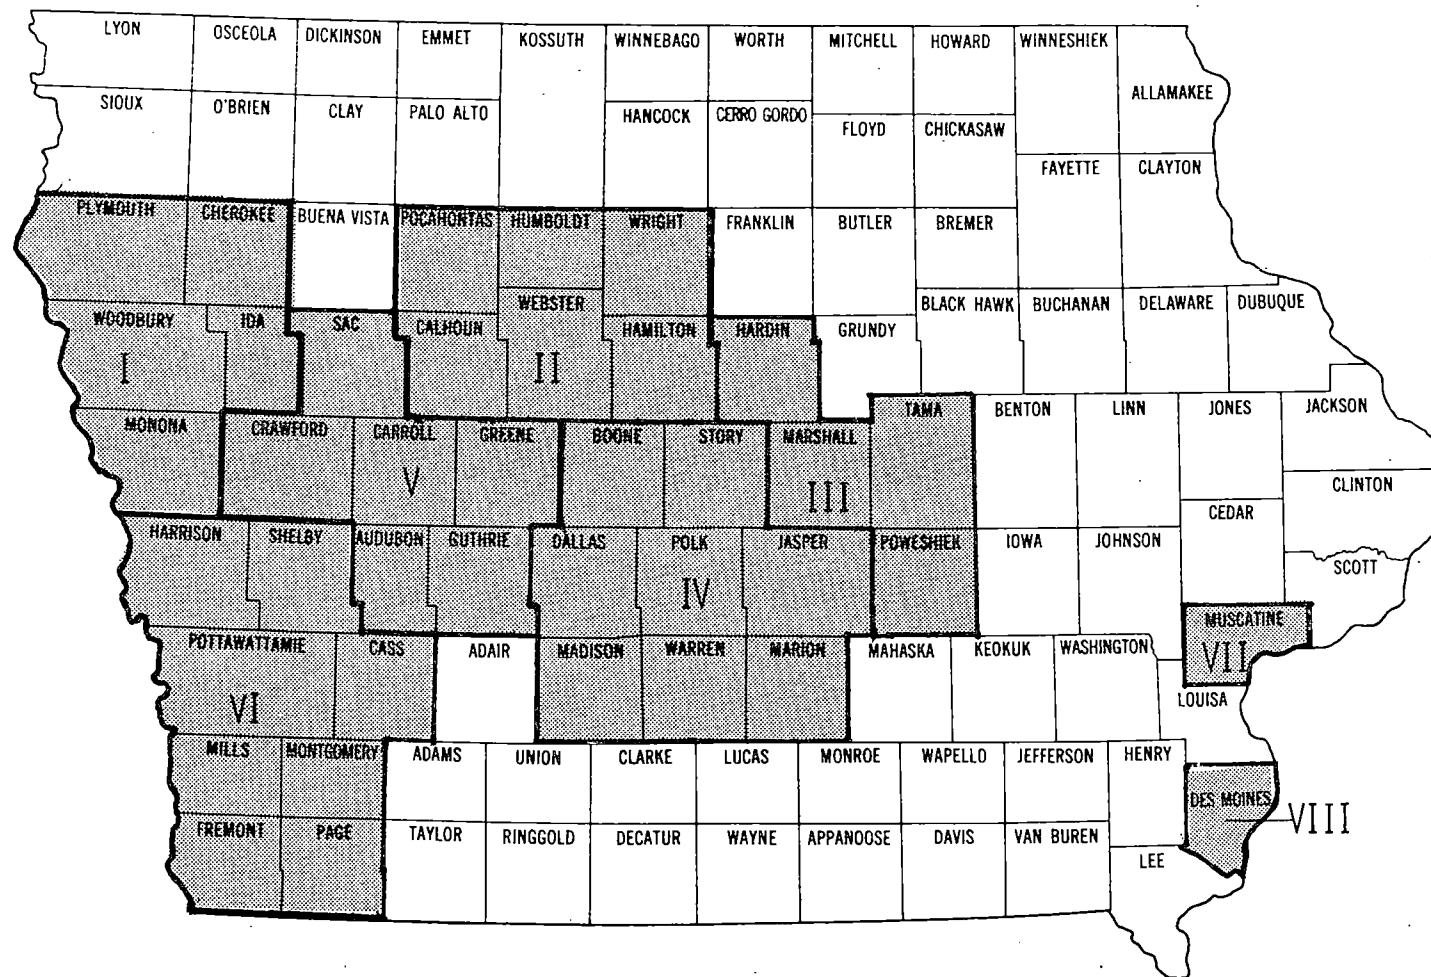 LYON OSCEOLA DICKINSON EMMET KOSSUTH WINNEBAGO WORTH MITCHELL HOWARD WINNESHIEK
ALLAMAKEE
SIOUX O'BRIEN CLAY PALO ALTO HANCOCK CERRO GORDO FLOYD CHICKASAW
FAYETTE CLAYTON
PLYMOUTH CHEROKEE BUENA VISTA POCAHONTAS HUMBOLDT WRIGHT FRANKLIN BUTLER BREMER
WOODBURY IDA SAC CALHOUN WEBSTER HAMILTON HARDIN GRUNDY BLACK HAWK BUCHANAN DELAWARE DUBUQUE
I II
MONONA CRAWFORD CARROLL GREENE BOONE STORY MARSHALL TAMA BENTON LINN JONES JACKSON
V III
CLINTON
HARRISON SHELBY AUDUBON GUTHRIE DALLAS POLK JASPER POWESHIEK IOWA JOHNSON CEDAR
SCOTT
IV
MUSCATINE
VII
POTTAWATTAMIE CASS ADAIR MADISON WARREN MARION MAHASKA KEOKUK WASHINGTON
LOUISA
VI
MILLS MONTGOMERY ADAMS UNION CLARKE LUCAS MONROE WAPELLO JEFFERSON HENRY
DES MOINES VIII
FREMONT PAGE TAYLOR RINGGOLD DECATUR WAYNE APPANOOSE DAVIS VAN BUREN
LEE